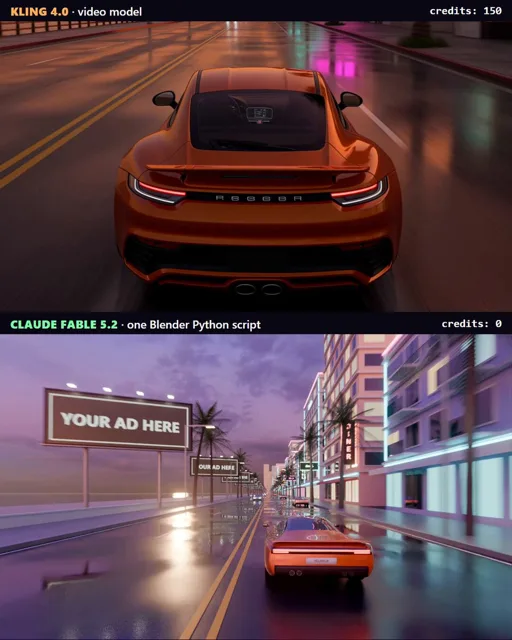 KLING 4.0 · video model
credits: 150
CLAUDE FABLE 5.2 · one Blender Python script
credits: 0
YOUR AD HERE
OUR AD HERE
DINER